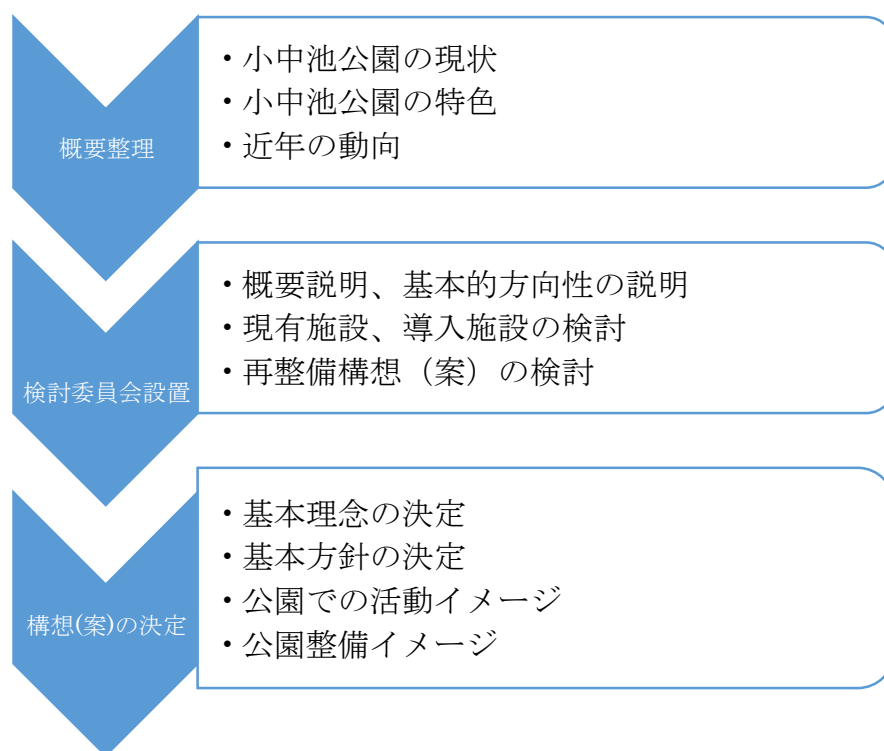 概要整理
・小中池公園の現状
・小中池公園の特色
・近年の動向
検討委員会設置
・概要説明、基本的方向性の説明
・現有施設、導入施設の検討
・再整備構想（案）の検討
構想(案)の決定
・基本理念の決定
・基本方針の決定
・公園での活動イメージ
・公園整備イメージ